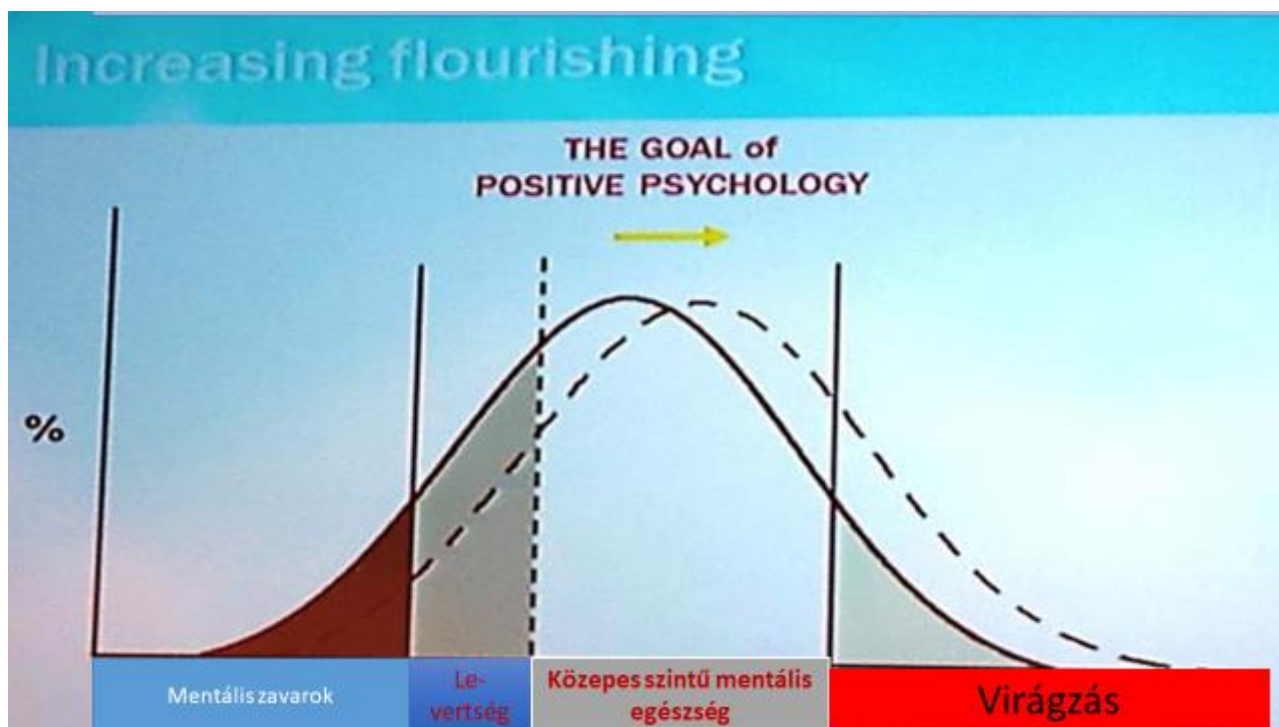 Increasing flourishing
THE GOAL of
POSITIVE PSYCHOLOGY
%
Mentális zavarok
Le-
vertség
Közepes szintű mentális
egészség
Virágzás